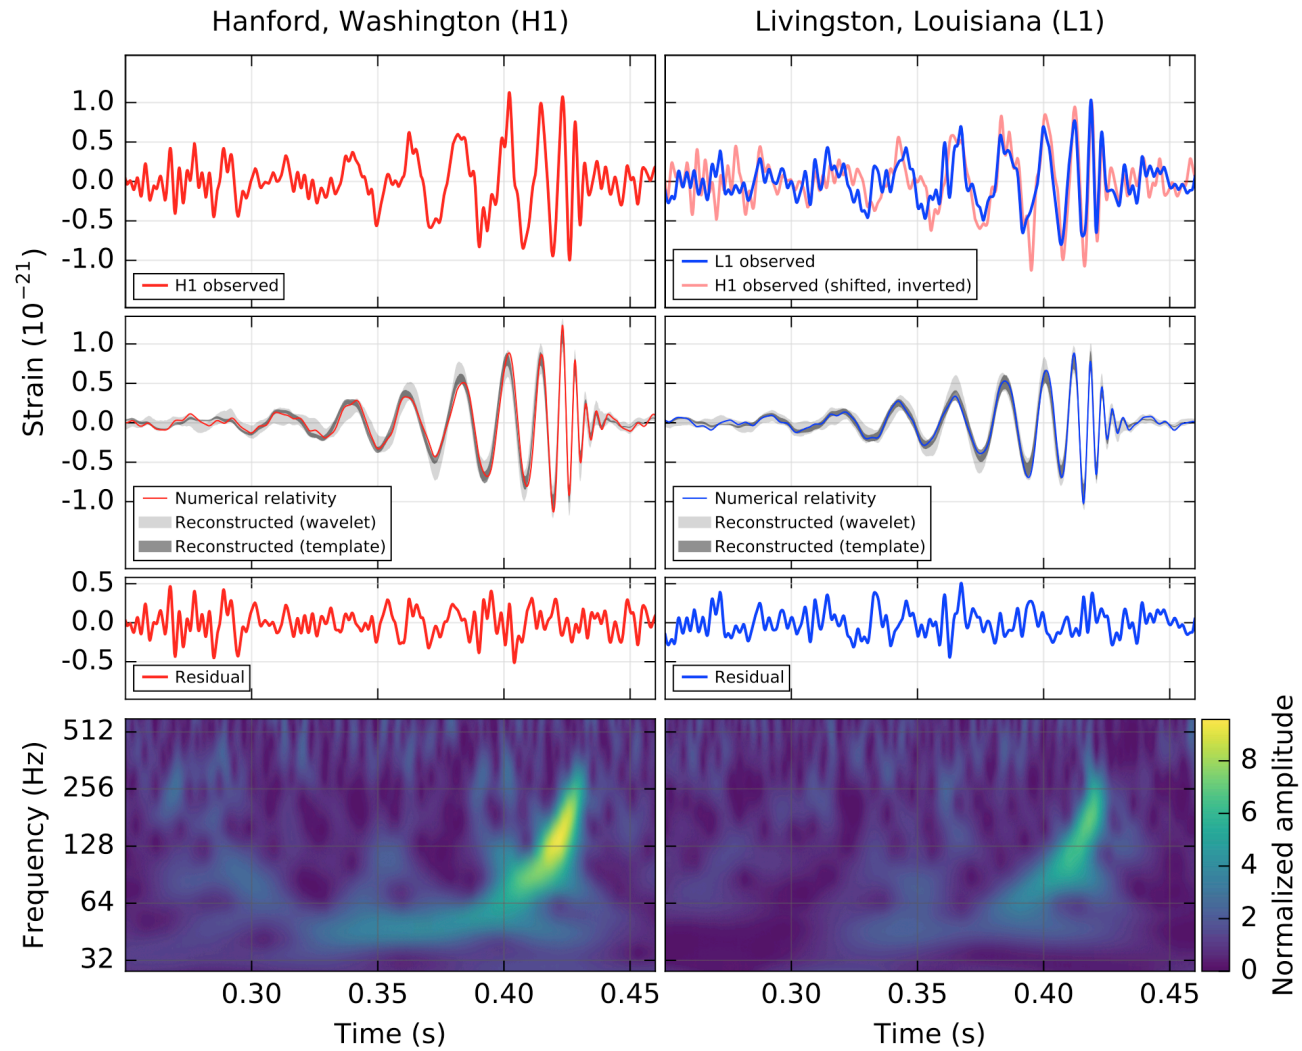 Hanford, Washington (H1)
Livingston, Louisiana (L1)
Strain (10⁻²¹)
1.0
0.5
0.0
-0.5
-1.0
H1 observed
L1 observed
H1 observed (shifted, inverted)
1.0
0.5
0.0
-0.5
-1.0
Numerical relativity
Reconstructed (wavelet)
Reconstructed (template)
Numerical relativity
Reconstructed (wavelet)
Reconstructed (template)
0.5
0.0
-0.5
Residual
Residual
Frequency (Hz)
512
256
128
64
32
0.30 0.35 0.40 0.45
Time (s)
0.30 0.35 0.40 0.45
Time (s)
8
6
4
2
0
Normalized amplitude